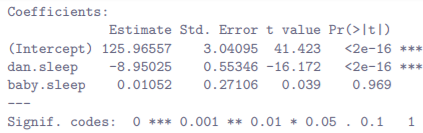 Coefficients:
Estimate Std. Error t value Pr(>|t|)
(Intercept) 125.96557 3.04095 41.423 <2e-16 ***
dan.sleep -8.95025 0.55346 -16.172 <2e-16 ***
baby.sleep 0.01052 0.27106 0.039 0.969
---
Signif. codes: 0 *** 0.001 ** 0.01 * 0.05 . 0.1 1